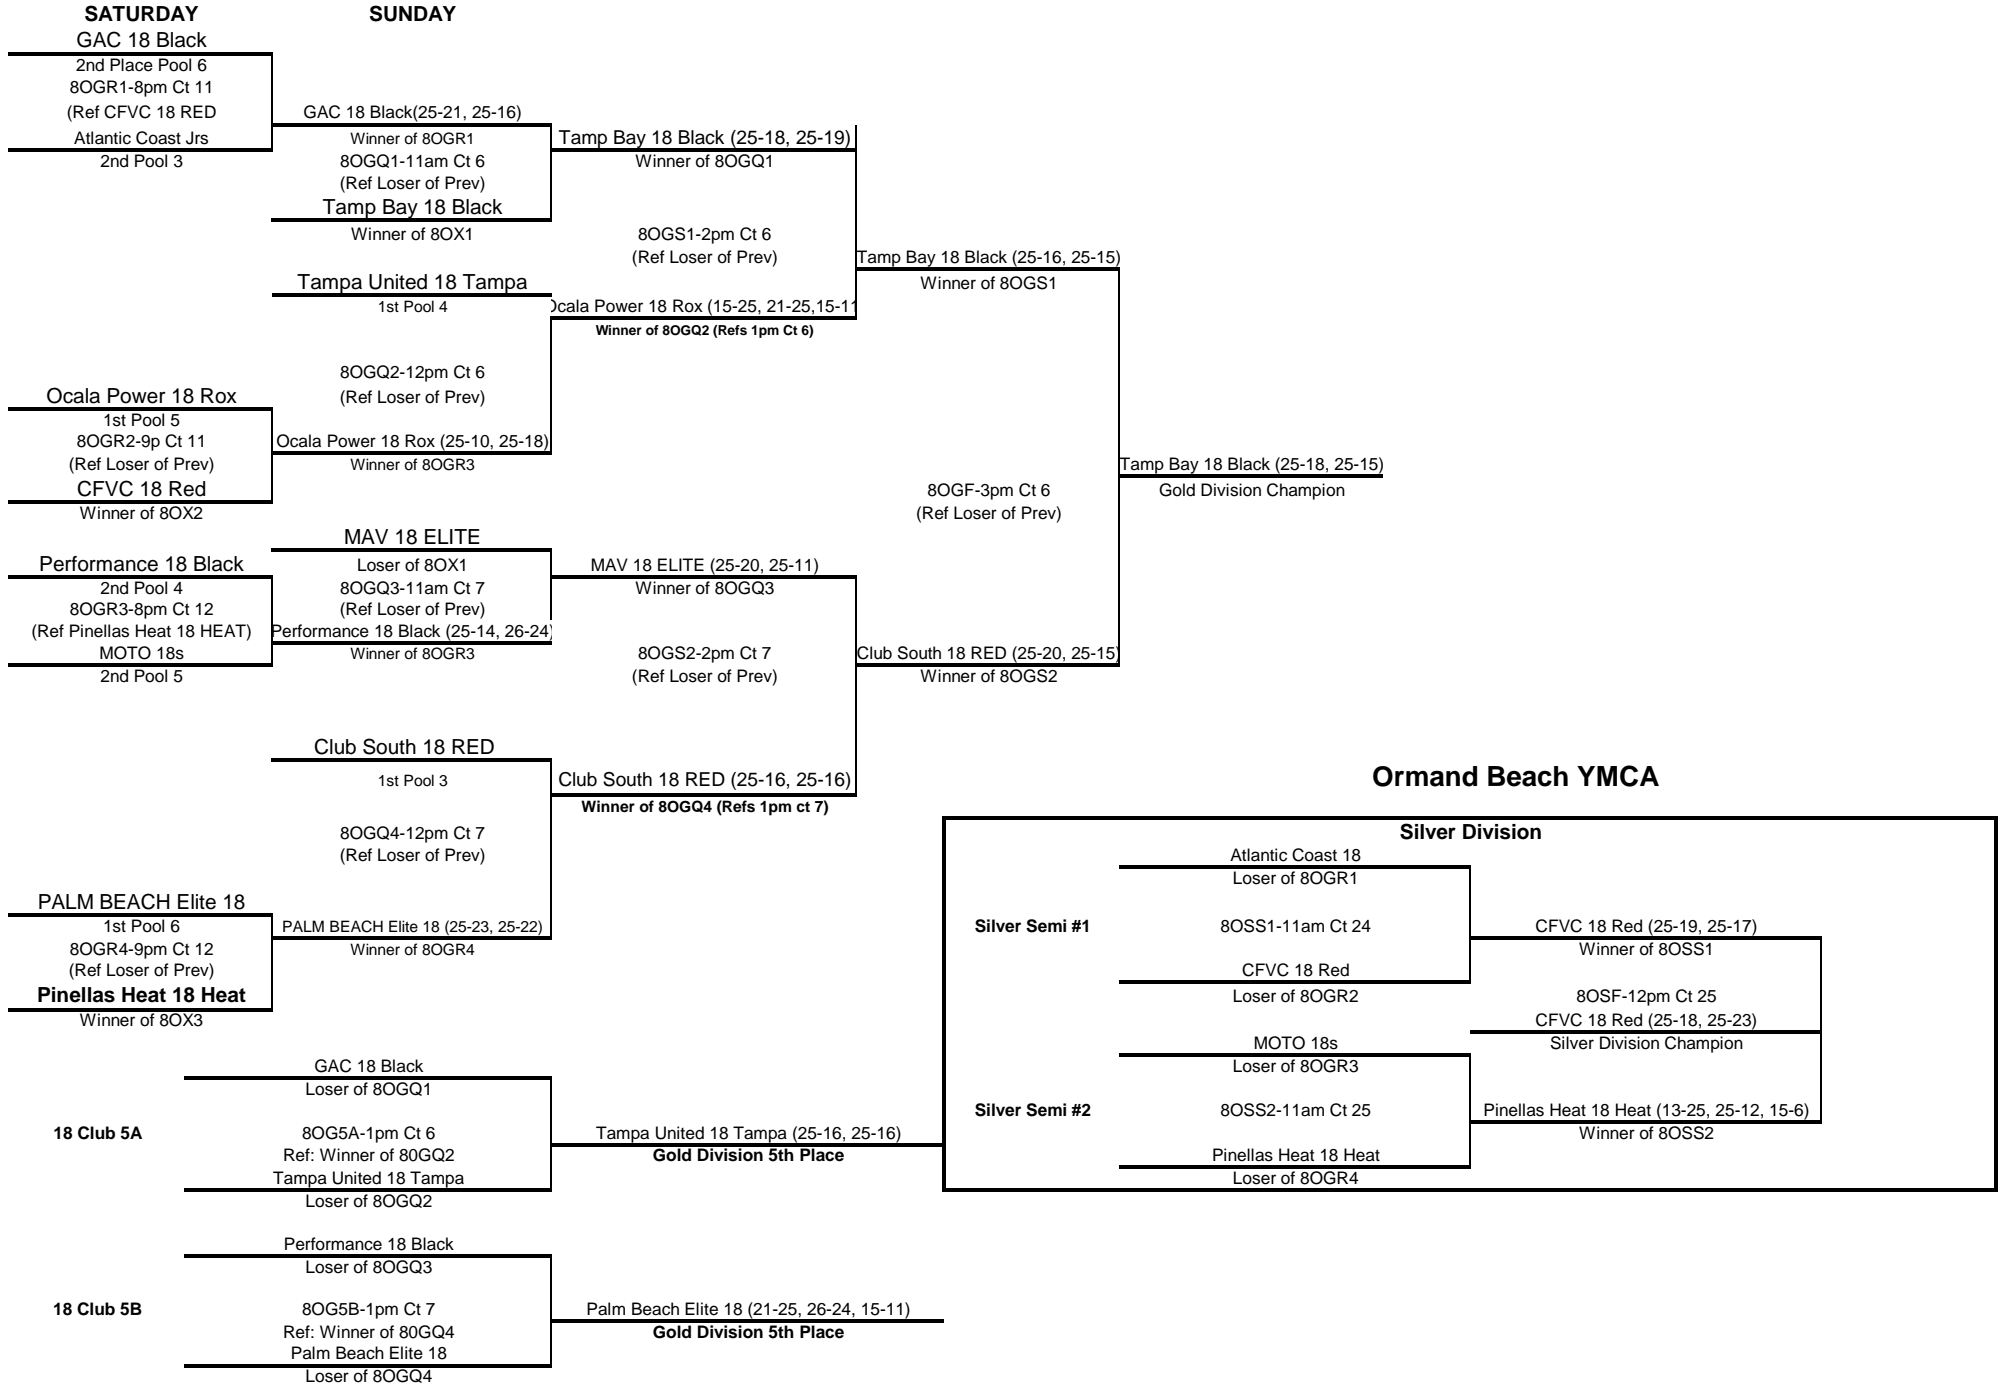 SATURDAY
SUNDAY
GAC 18 Black
2nd Place Pool 6
8OGR1-8pm Ct 11
(Ref CFVC 18 RED
Atlantic Coast Jrs
2nd Pool 3
GAC 18 Black(25-21, 25-16)
Winner of 8OGR1
8OGQ1-11am Ct 6
(Ref Loser of Prev)
Tamp Bay 18 Black
Winner of 8OX1
Tamp Bay 18 Black (25-18, 25-19)
Winner of 8OGQ1
8OGS1-2pm Ct 6
(Ref Loser of Prev)
Tamp Bay 18 Black (25-16, 25-15)
Winner of 8OGS1
Tampa United 18 Tampa
1st Pool 4
Ocala Power 18 Rox (15-25, 21-25,15-11
Winner of 8OGQ2 (Refs 1pm Ct 6)
8OGQ2-12pm Ct 6
(Ref Loser of Prev)
Ocala Power 18 Rox
1st Pool 5
8OGR2-9p Ct 11
(Ref Loser of Prev)
CFVC 18 Red
Winner of 8OX2
Ocala Power 18 Rox (25-10, 25-18)
Winner of 8OGR3
8OGF-3pm Ct 6
(Ref Loser of Prev)
Tamp Bay 18 Black (25-18, 25-15)
Gold Division Champion
MAV 18 ELITE
Loser of 8OX1
8OGQ3-11am Ct 7
(Ref Loser of Prev)
Performance 18 Black (25-14, 26-24)
Winner of 8OGR3
Performance 18 Black
2nd Pool 4
8OGR3-8pm Ct 12
(Ref Pinellas Heat 18 HEAT)
MOTO 18s
2nd Pool 5
MAV 18 ELITE (25-20, 25-11)
Winner of 8OGQ3
8OGS2-2pm Ct 7
(Ref Loser of Prev)
Club South 18 RED (25-20, 25-15)
Winner of 8OGS2
Club South 18 RED
1st Pool 3
Club South 18 RED (25-16, 25-16)
Winner of 8OGQ4 (Refs 1pm ct 7)
8OGQ4-12pm Ct 7
(Ref Loser of Prev)
PALM BEACH Elite 18
1st Pool 6
8OGR4-9pm Ct 12
(Ref Loser of Prev)
Pinellas Heat 18 Heat
Winner of 8OX3
PALM BEACH Elite 18 (25-23, 25-22)
Winner of 8OGR4
Ormand Beach YMCA
Silver Division
Atlantic Coast 18
Loser of 8OGR1
Silver Semi #1
8OSS1-11am Ct 24
CFVC 18 Red
Loser of 8OGR2
CFVC 18 Red (25-19, 25-17)
Winner of 8OSS1
8OSF-12pm Ct 25
CFVC 18 Red (25-18, 25-23)
Silver Division Champion
MOTO 18s
Loser of 8OGR3
Silver Semi #2
8OSS2-11am Ct 25
Pinellas Heat 18 Heat
Loser of 8OGR4
Pinellas Heat 18 Heat (13-25, 25-12, 15-6)
Winner of 8OSS2
GAC 18 Black
Loser of 8OGQ1
18 Club 5A
8OG5A-1pm Ct 6
Ref: Winner of 80GQ2
Tampa United 18 Tampa
Loser of 8OGQ2
Tampa United 18 Tampa (25-16, 25-16)
Gold Division 5th Place
Performance 18 Black
Loser of 8OGQ3
18 Club 5B
8OG5B-1pm Ct 7
Ref: Winner of 80GQ4
Palm Beach Elite 18
Loser of 8OGQ4
Palm Beach Elite 18 (21-25, 26-24, 15-11)
Gold Division 5th Place